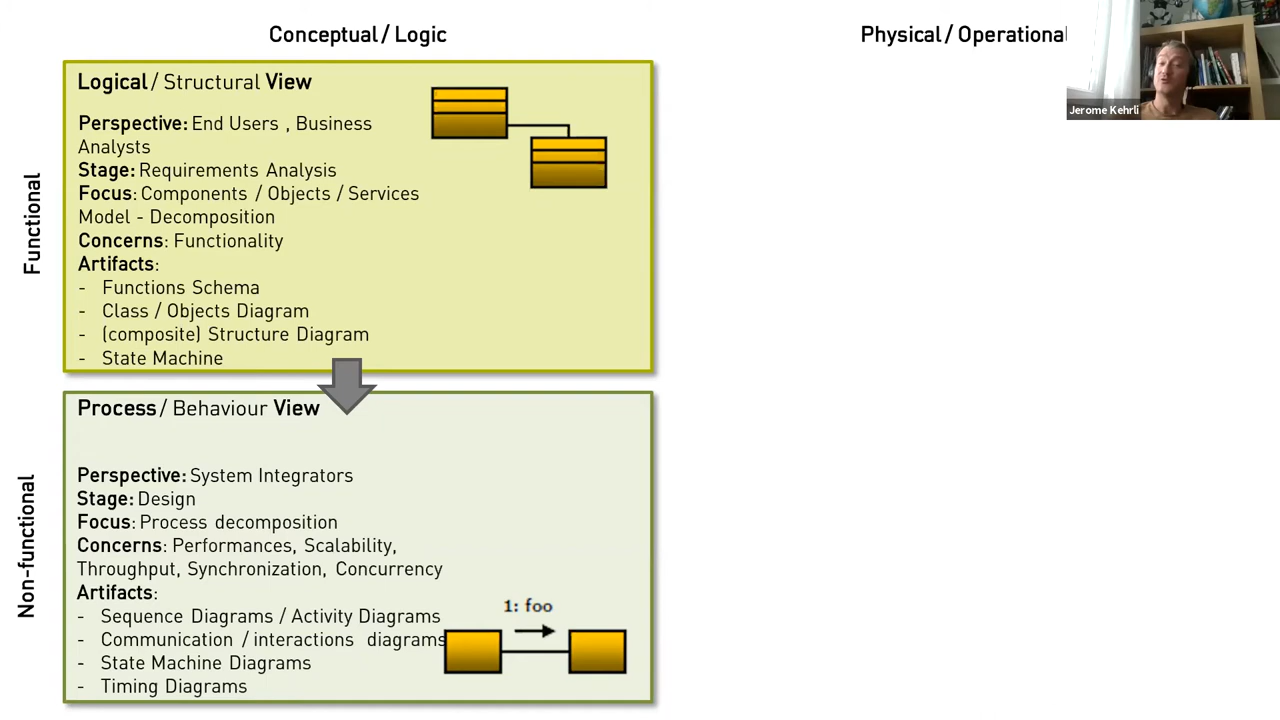 Conceptual / Logic
Physical / Operational
Jerome Kehrli
Functional
Logical / Structural View
Perspective: End Users , Business
Analysts
Stage: Requirements Analysis
Focus: Components / Objects / Services
Model - Decomposition
Concerns: Functionality
Artifacts:
- Functions Schema
- Class / Objects Diagram
- (composite) Structure Diagram
- State Machine
Non-functional
Process / Behaviour View
Perspective: System Integrators
Stage: Design
Focus: Process decomposition
Concerns: Performances, Scalability,
Throughput, Synchronization, Concurrency
Artifacts:
- Sequence Diagrams / Activity Diagrams
- Communication / interactions diagrams
- State Machine Diagrams
- Timing Diagrams
1: foo